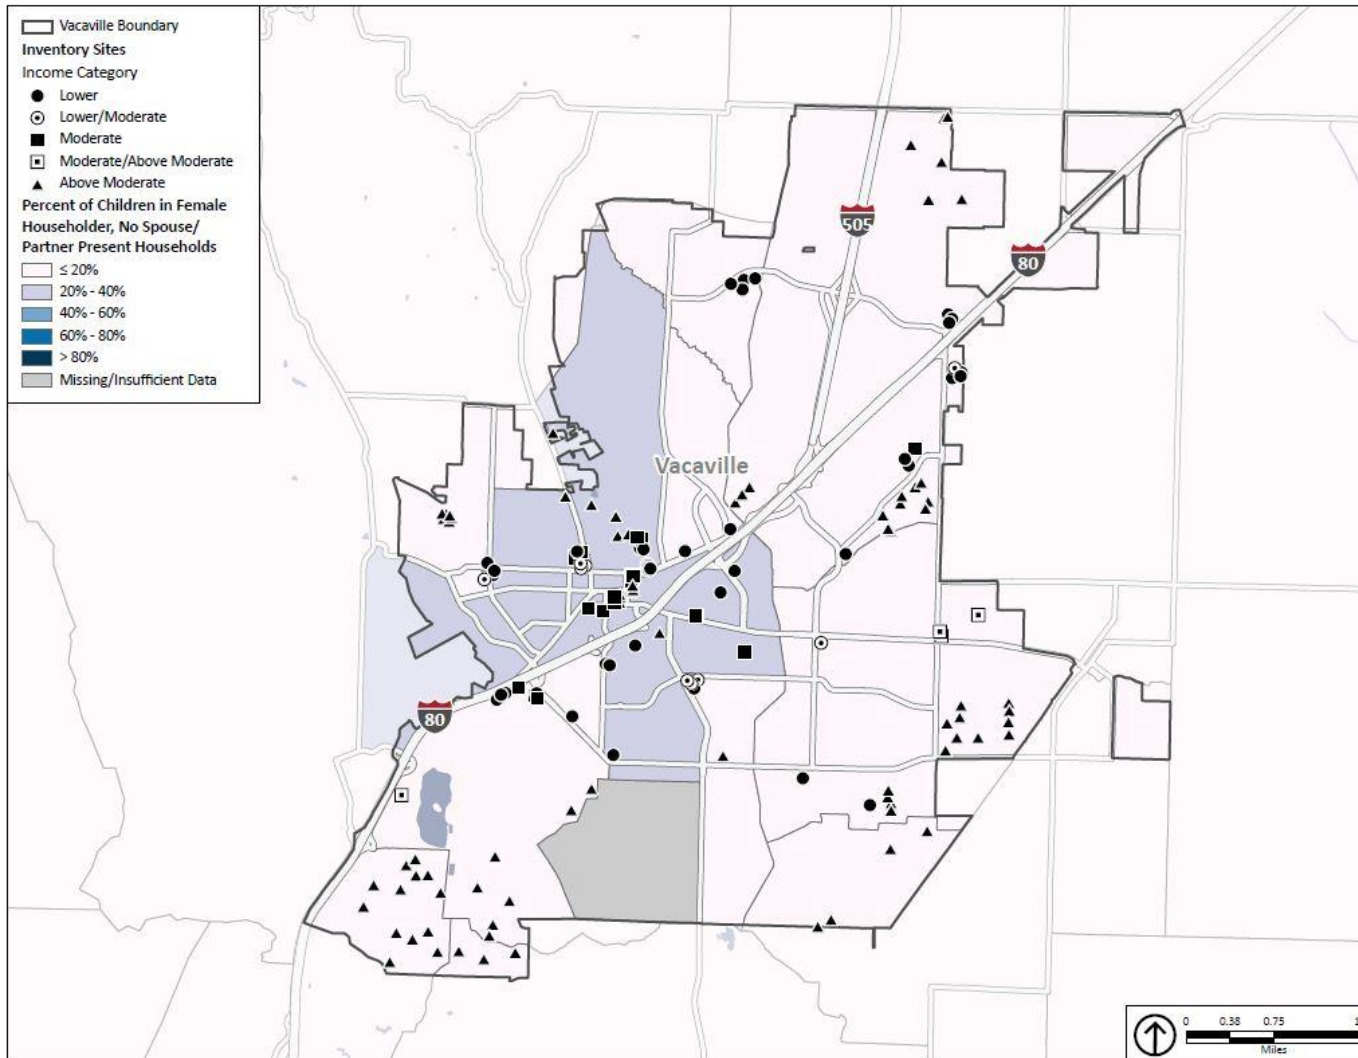 Vacaville Boundary
Inventory Sites
Income Category
Lower
Lower/Moderate
Moderate
Moderate/Above Moderate
Above Moderate
Percent of Children in Female
Householder, No Spouse/
Partner Present Households
≤ 20%
20% - 40%
40% - 60%
60% - 80%
> 80%
Missing/Insufficient Data
505
80
Vacaville
80
0 0.38 0.75 1
Miles